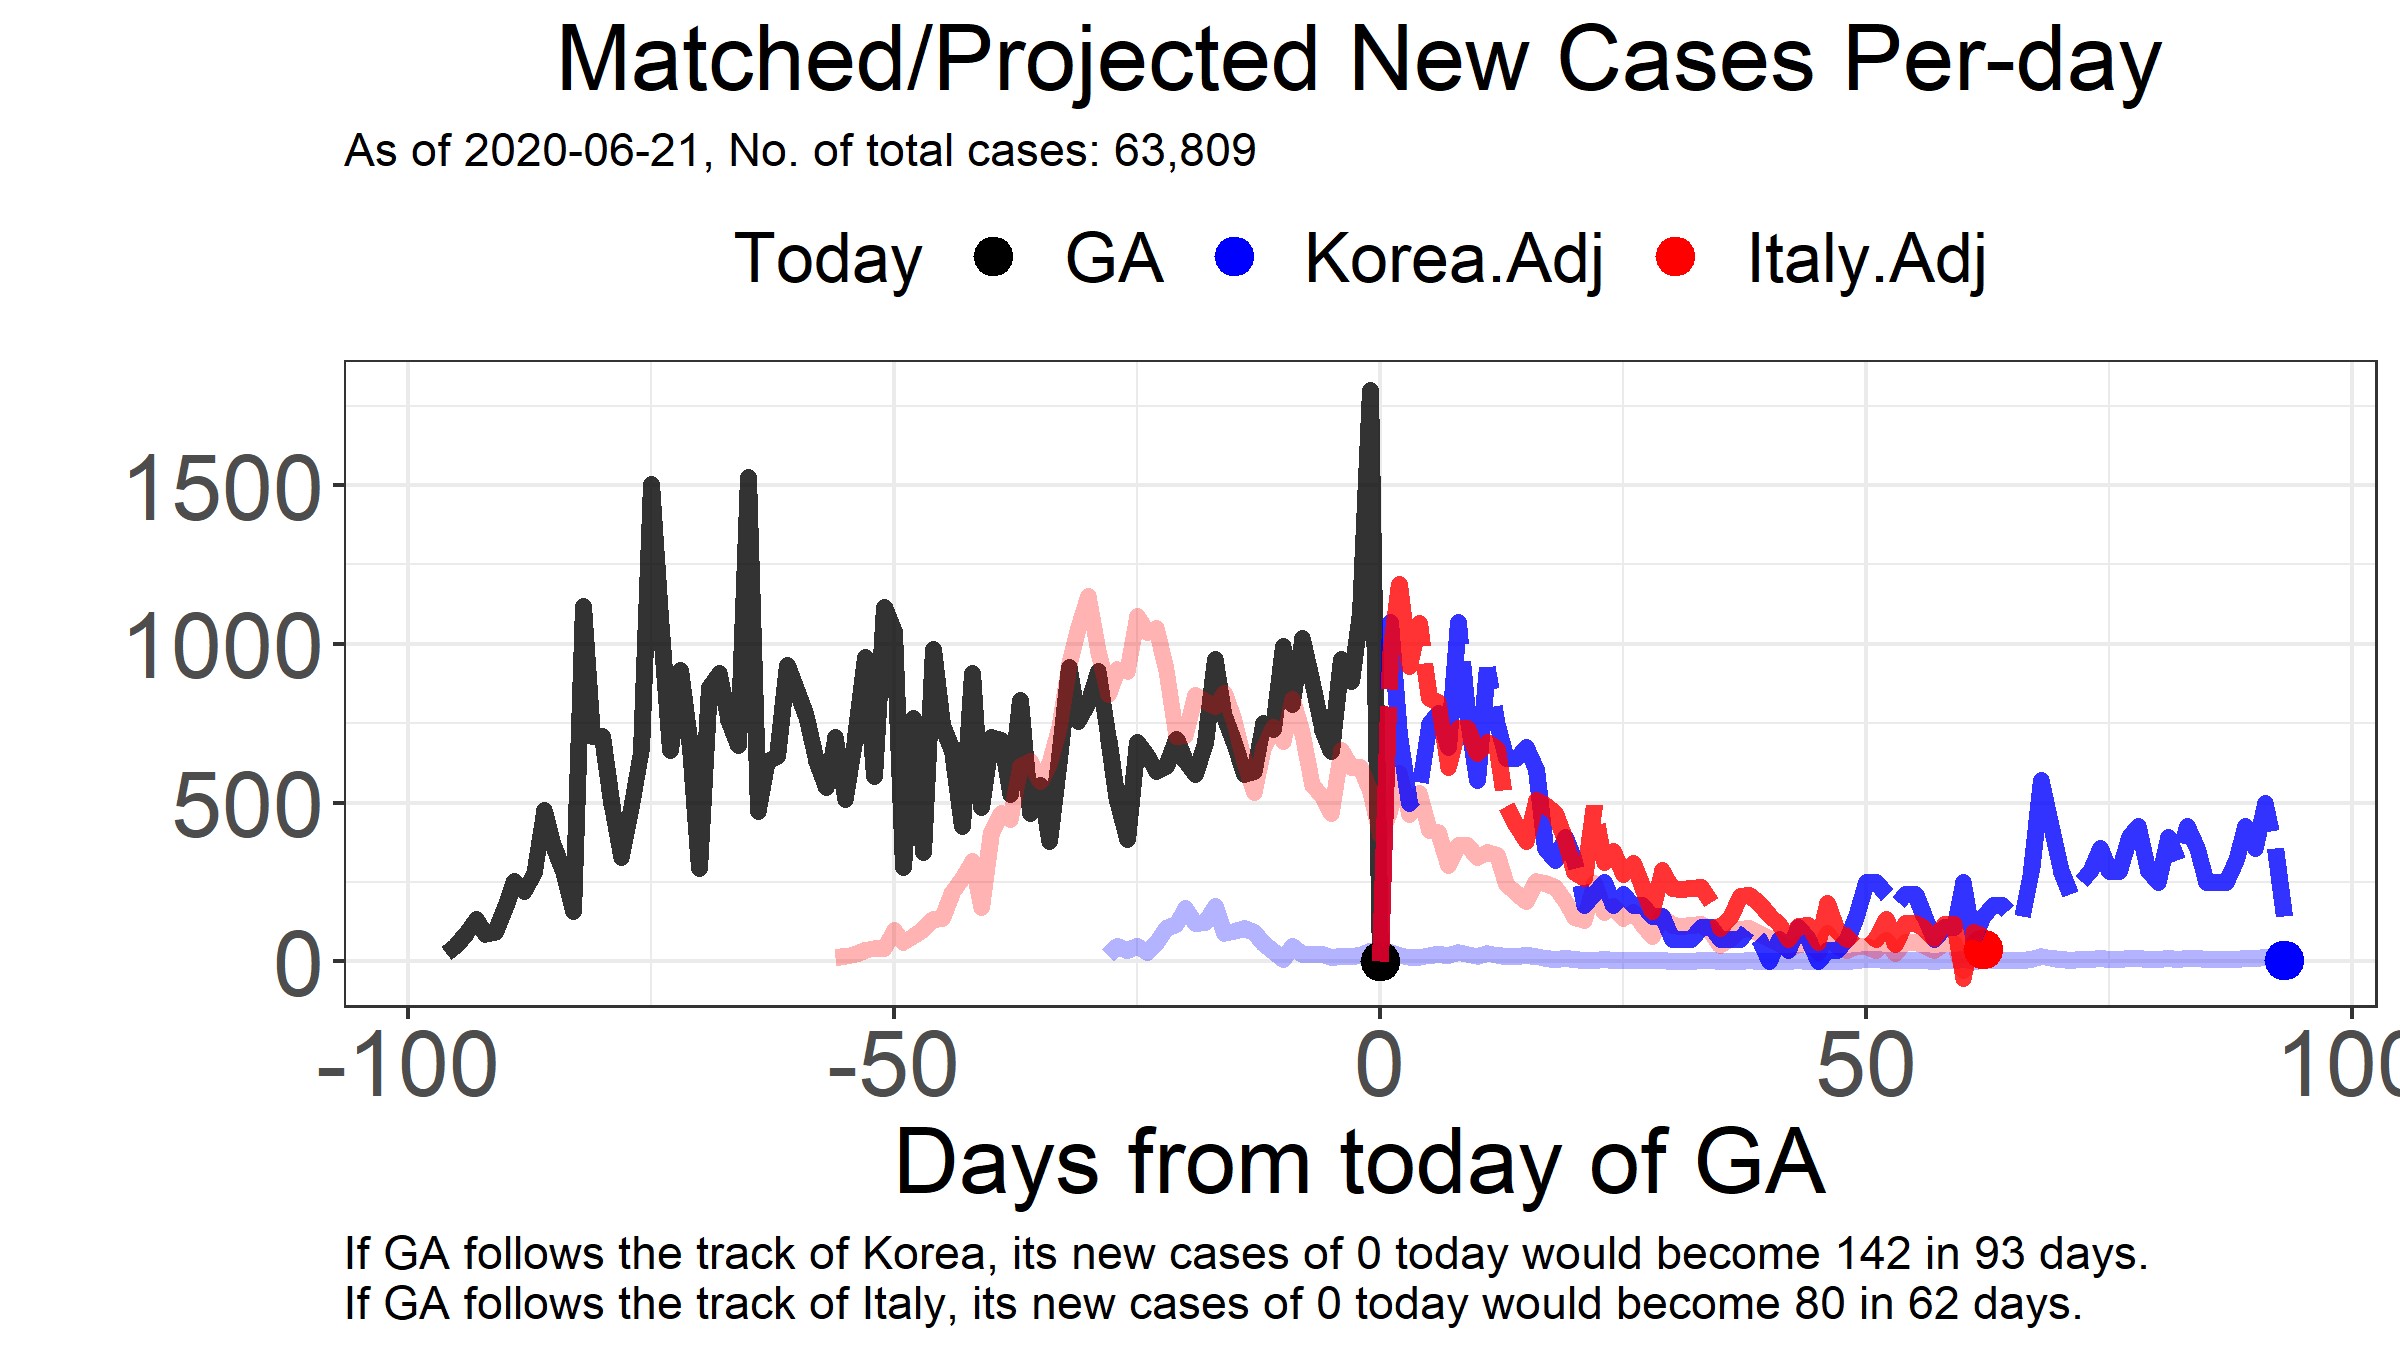 Matched/Projected New Cases Per-day
As of 2020-06-21, No. of total cases: 63,809
Today GA Korea.Adj Italy.Adj
1500
1000
500
0
-100 -50 0 50 100
Days from today of GA
If GA follows the track of Korea, its new cases of 0 today would become 142 in 93 days.
If GA follows the track of Italy, its new cases of 0 today would become 80 in 62 days.